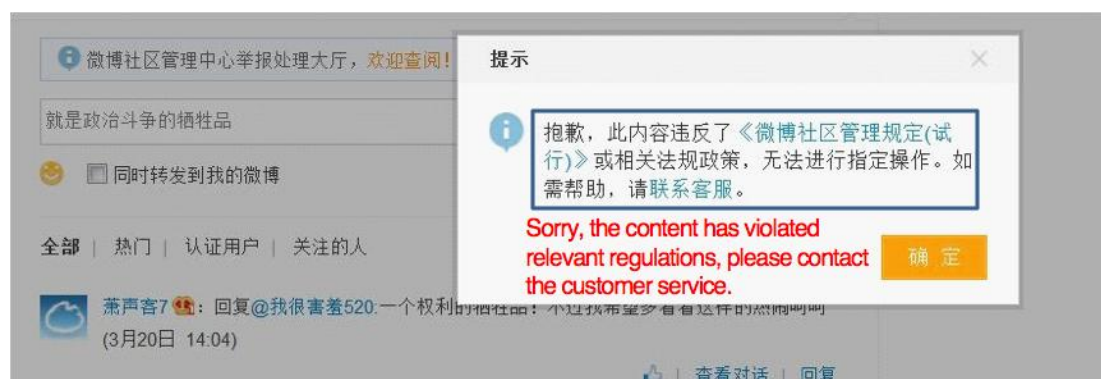 微博社区管理中心举报处理大厅，欢迎查阅！
就是政治斗争的牺牲品
同时转发到我的微博
全部 | 热门 | 认证用户 | 关注的人
萧声客7：回复@我很害羞520:一个权利的牺牲品！不过我希望多看看这样的热闹呵呵
(3月20日 14:04)
查看对话 | 回复
提示
抱歉，此内容违反了《微博社区管理规定(试
行)》或相关法规政策，无法进行指定操作。如
需帮助，请联系客服。
Sorry, the content has violated
relevant regulations, please contact
the customer service.
确 定